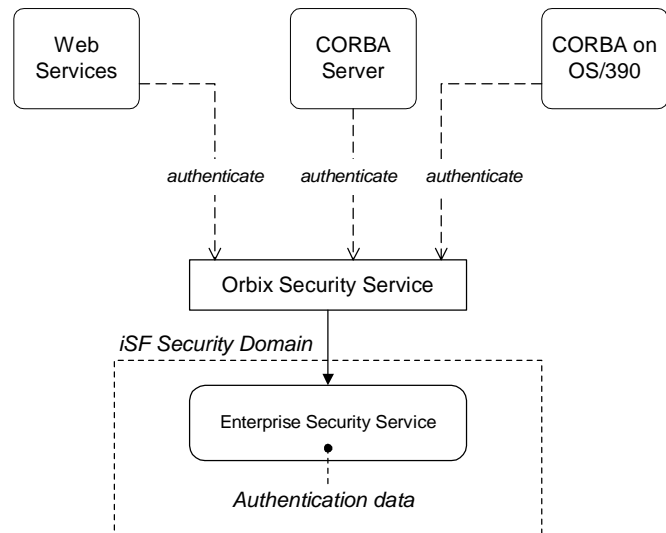 Web
Services
CORBA
Server
CORBA on
OS/390
authenticate
authenticate
authenticate
Orbix Security Service
iSF Security Domain
Enterprise Security Service
Authentication data